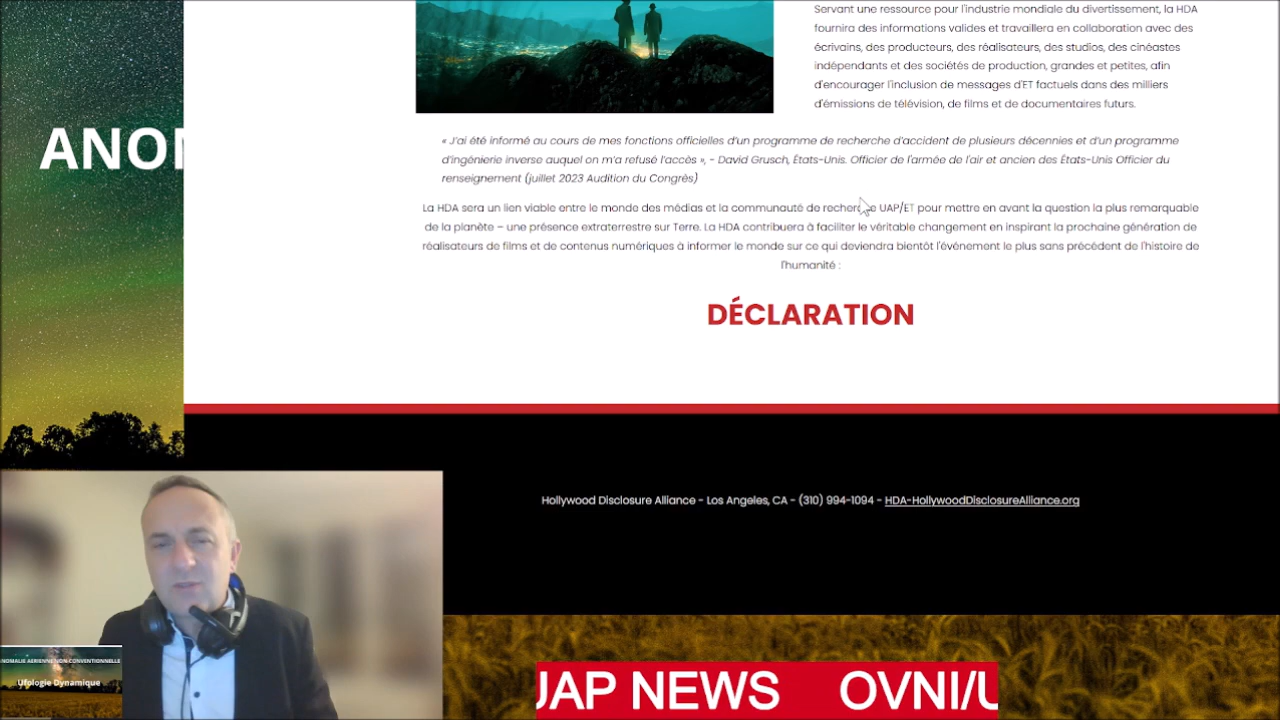 Servant une ressource pour l'industrie mondiale du divertissement, la HDA
fournira des informations valides et travaillera en collaboration avec des
écrivains, des producteurs, des réalisateurs, des studios, des cinéastes
indépendants et des sociétés de production, grandes et petites, afin
d'encourager l'inclusion de messages d'ET factuels dans des milliers
d'émissions de télévision, de films et de documentaires futurs.
ANOM
« J'ai été informé au cours de mes fonctions officielles d'un programme de recherche d'accident de plusieurs décennies et d'un programme
d'ingénierie inverse auquel on m'a refusé l'accès », - David Grusch, États-Unis. Officier de l'armée de l'air et ancien des États-Unis Officier du
renseignement (juillet 2023 Audition du Congrès)
La HDA sera un lien viable entre le monde des médias et la communauté de recherche UAP/ET pour mettre en avant la question la plus remarquable
de la planète – une présence extraterrestre sur Terre. La HDA contribuera à faciliter le véritable changement en inspirant la prochaine génération de
réalisateurs de films et de contenus numériques à informer le monde sur ce qui deviendra bientôt l'événement le plus sans précédent de l'histoire de
l'humanité :
DÉCLARATION
Hollywood Disclosure Alliance - Los Angeles, CA - (310) 994-1094 - HDA-HollywoodDisclosureAlliance.org
ANOMALIE AERIENNE NON-CONVENTIONNELLE
Ufologie Dynamique
UAP NEWS OVNI/U